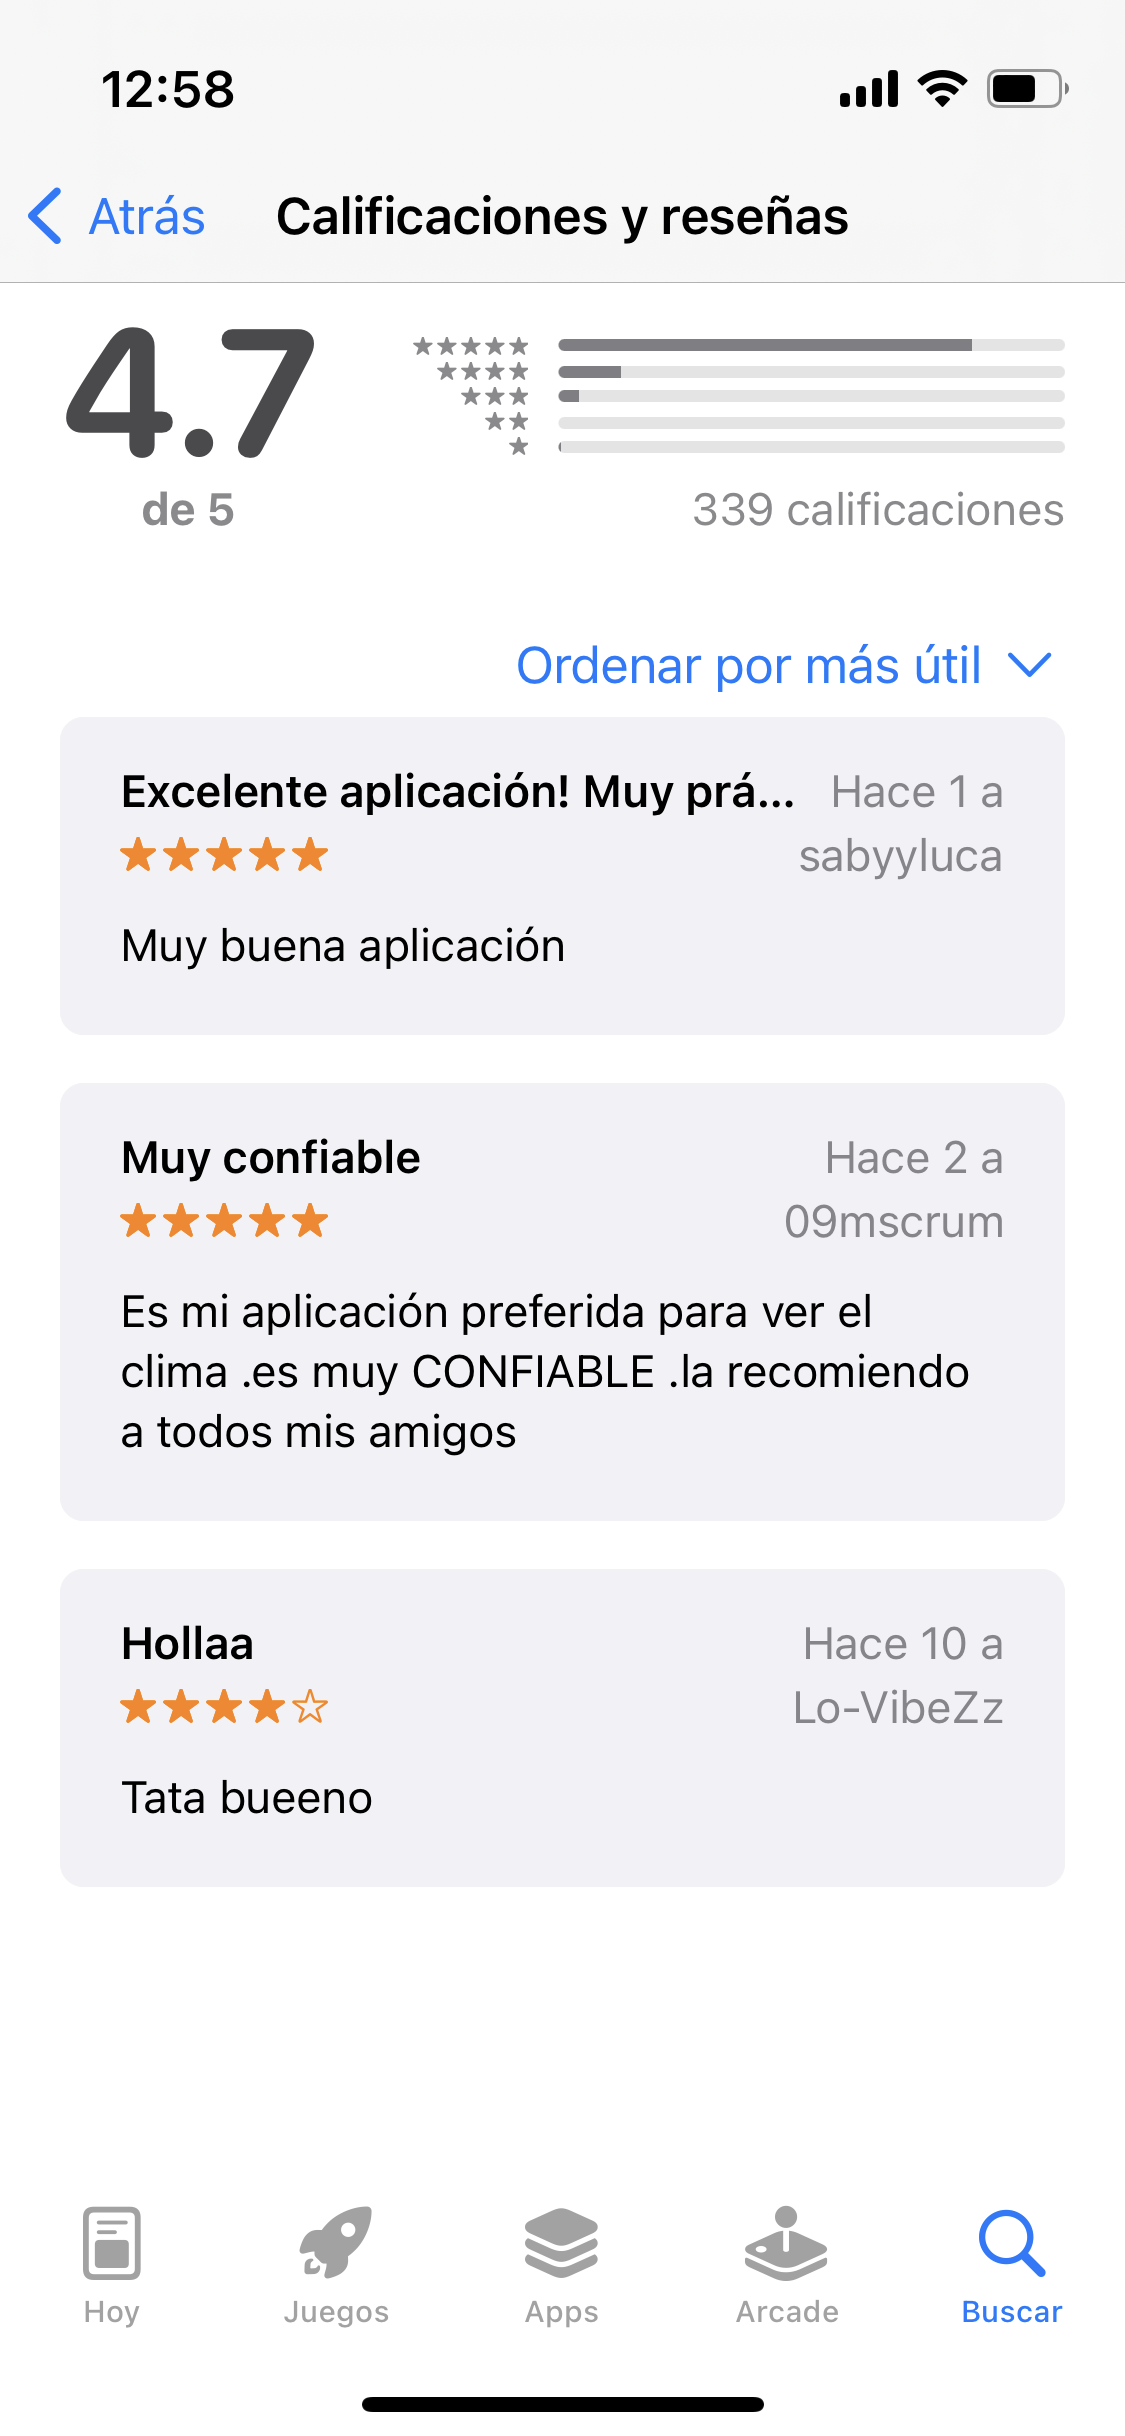 12:58
Atrás
Calificaciones y reseñas
4.7
de 5
339 calificaciones
Ordenar por más útil
Excelente aplicación! Muy prá... Hace 1 a
sabyyluca
Muy buena aplicación
Muy confiable Hace 2 a
09mscrum
Es mi aplicación preferida para ver el
clima .es muy CONFIABLE .la recomiendo
a todos mis amigos
Hollaa Hace 10 a
Lo-VibeZz
Tata bueeno
Hoy Juegos Apps Arcade Buscar